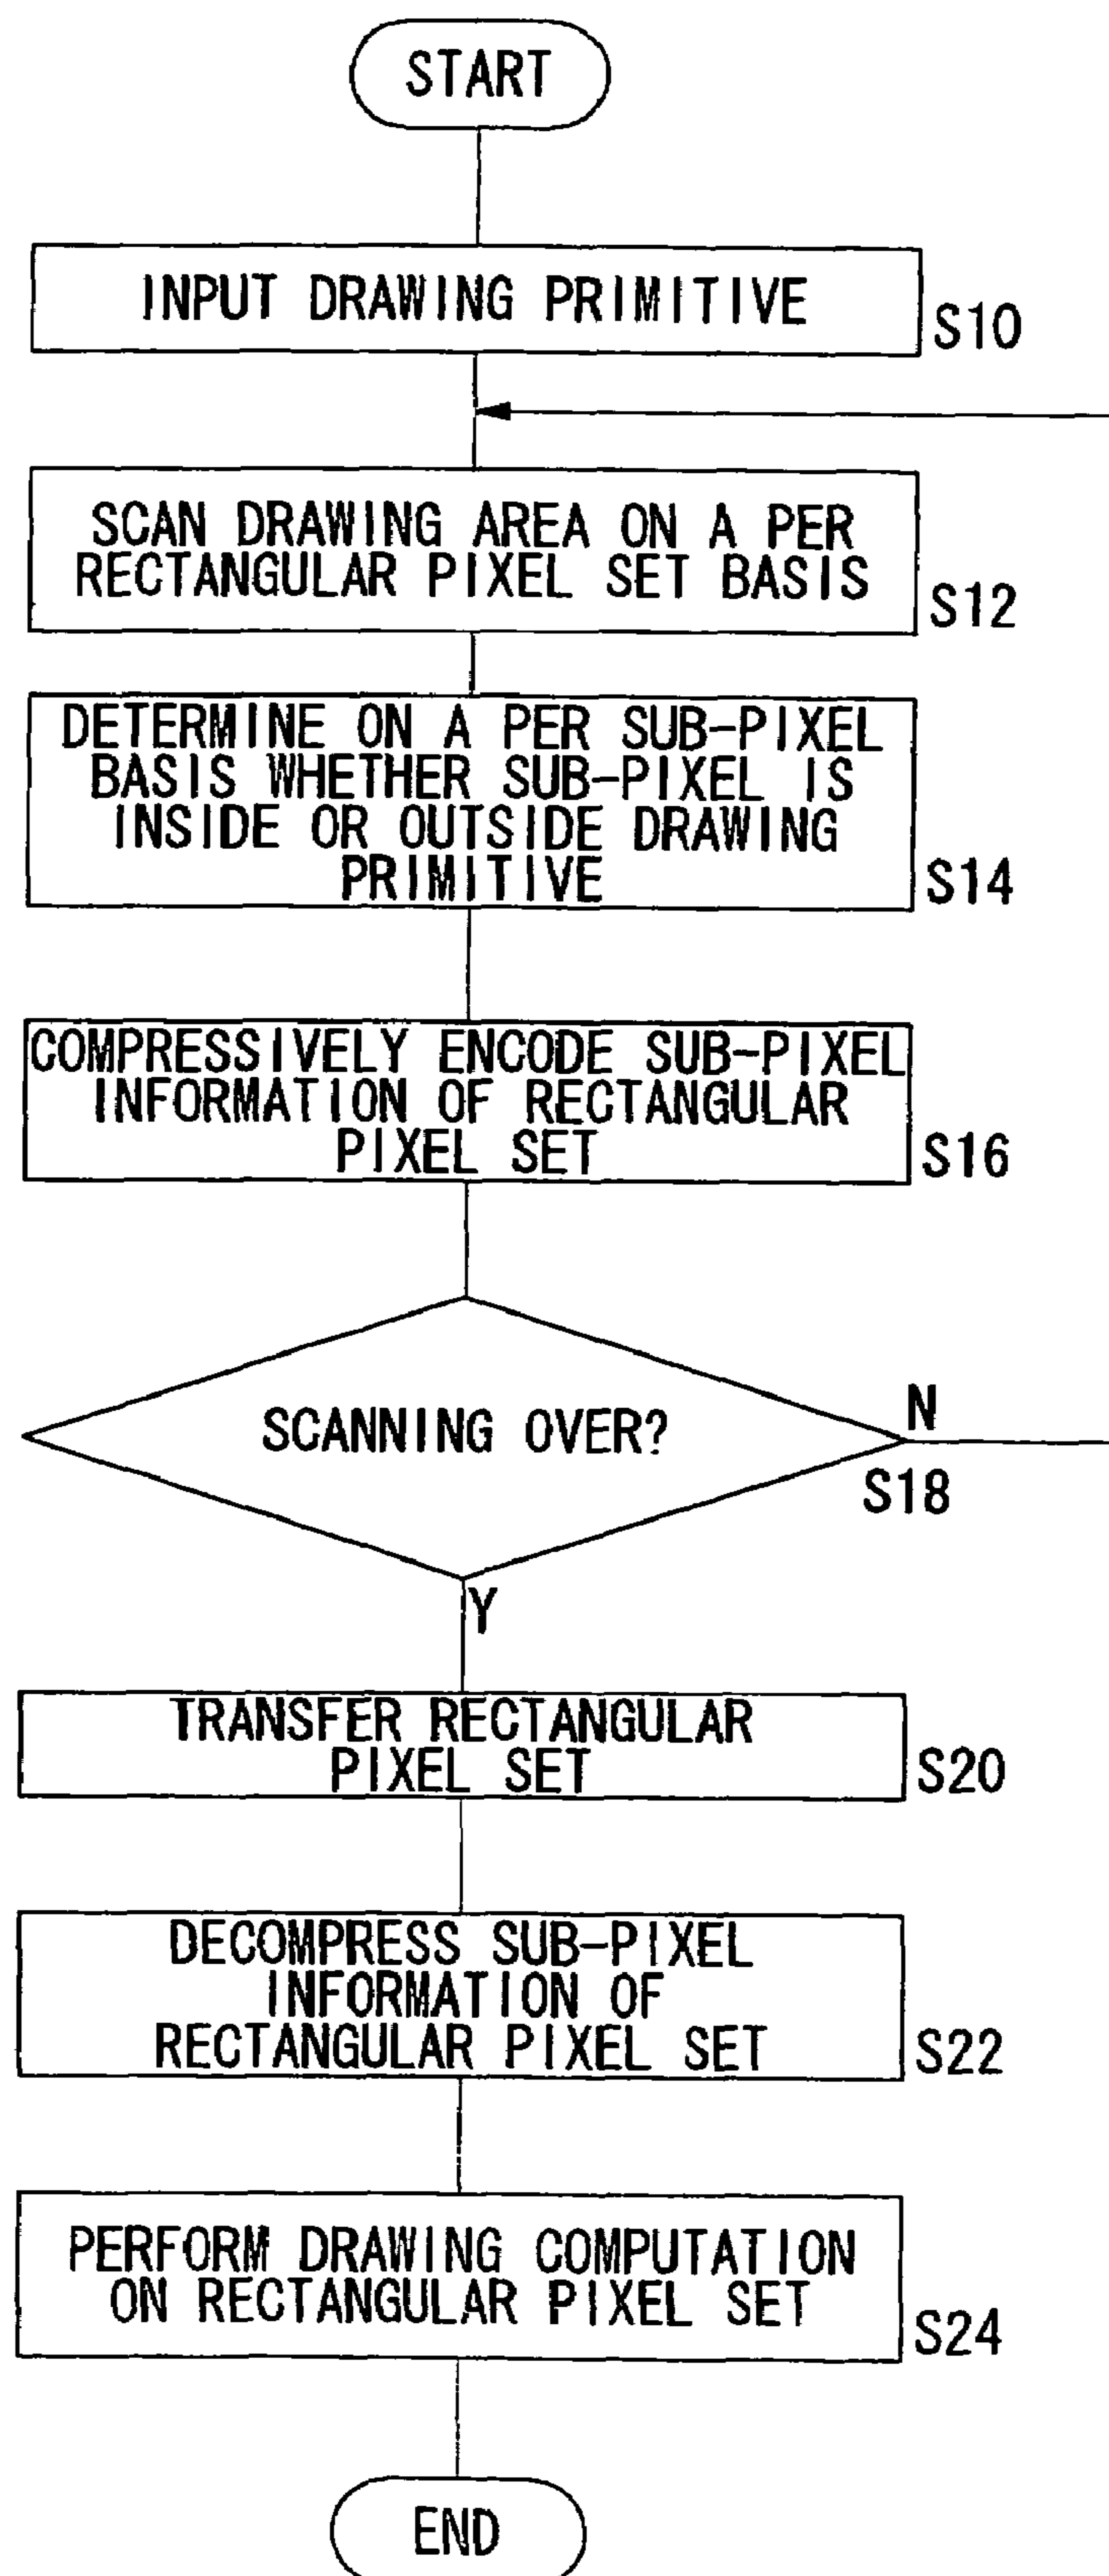 START
INPUT DRAWING PRIMITIVE
S10
SCAN DRAWING AREA ON A PER
RECTANGULAR PIXEL SET BASIS
S12
DETERMINE ON A PER SUB-PIXEL
BASIS WHETHER SUB-PIXEL IS
INSIDE OR OUTSIDE DRAWING
PRIMITIVE
S14
COMPRESSIVELY ENCODE SUB-PIXEL
INFORMATION OF RECTANGULAR
PIXEL SET
S16
SCANNING OVER?
N
S18
Y
TRANSFER RECTANGULAR
PIXEL SET
S20
DECOMPRESS SUB-PIXEL
INFORMATION OF
RECTANGULAR PIXEL SET
S22
PERFORM DRAWING COMPUTATION
ON RECTANGULAR PIXEL SET
S24
END